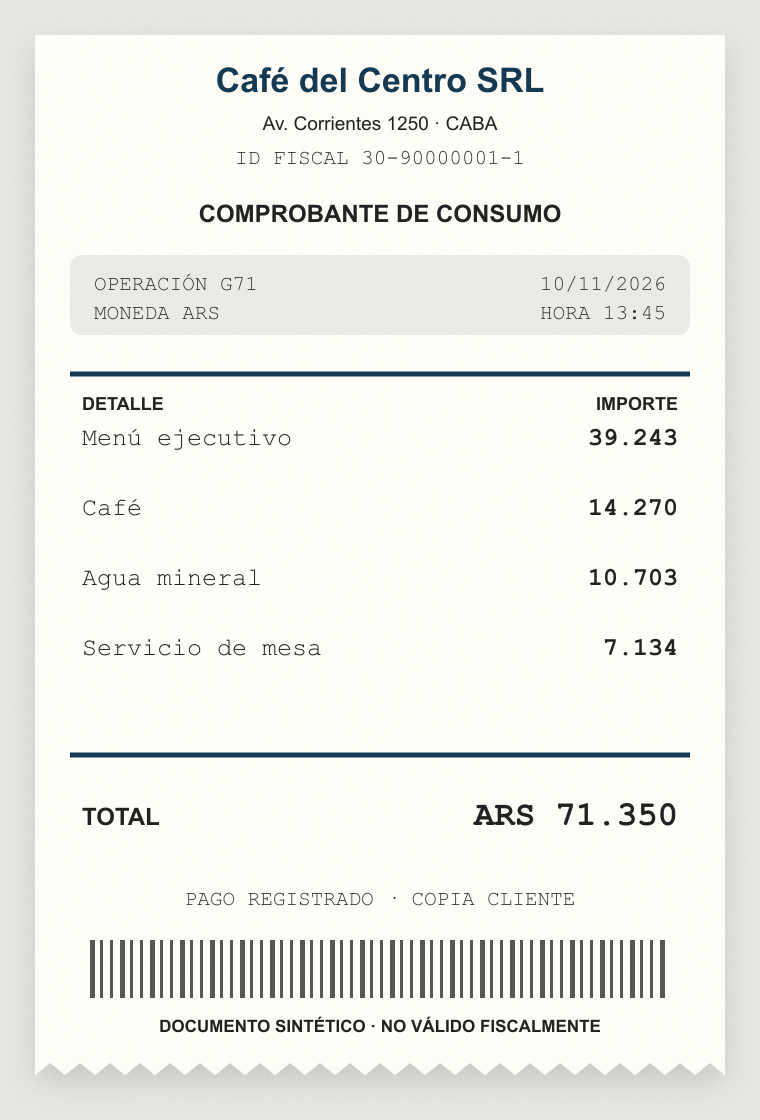 Café del Centro SRL
Av. Corrientes 1250 · CABA
ID FISCAL 30-90000001-1
COMPROBANTE DE CONSUMO
OPERACIÓN G71 10/11/2026
MONEDA ARS HORA 13:45
DETALLE IMPORTE
Menú ejecutivo 39.243
Café 14.270
Agua mineral 10.703
Servicio de mesa 7.134
TOTAL ARS 71.350
PAGO REGISTRADO · COPIA CLIENTE
DOCUMENTO SINTÉTICO · NO VÁLIDO FISCALMENTE